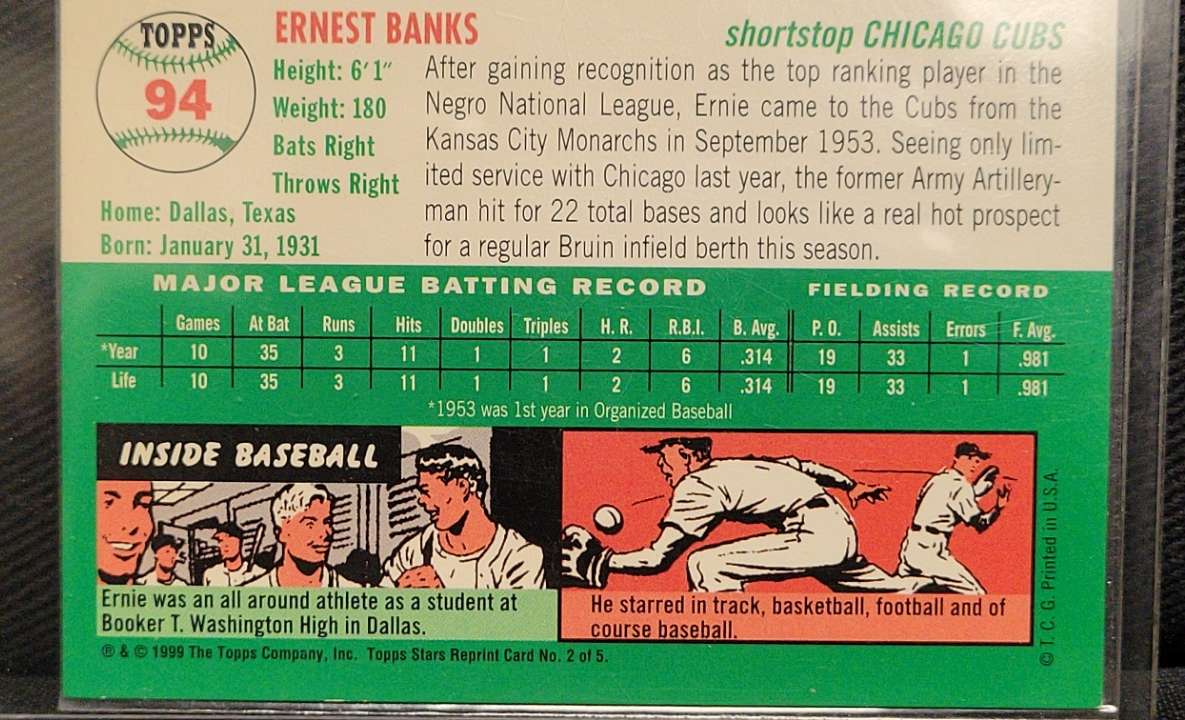 TOPPS
94
ERNEST BANKS
shortstop CHICAGO CUBS
Height: 6' 1"
Weight: 180
Bats Right
Throws Right
Home: Dallas, Texas
Born: January 31, 1931
After gaining recognition as the top ranking player in the
Negro National League, Ernie came to the Cubs from the
Kansas City Monarchs in September 1953. Seeing only lim-
ited service with Chicago last year, the former Army Artillery-
man hit for 22 total bases and looks like a real hot prospect
for a regular Bruin infield berth this season.
MAJOR LEAGUE BATTING RECORD
FIELDING RECORD
Games At Bat Runs Hits Doubles Triples H. R. R.B.I. B. Avg. P. O. Assists Errors F. Avg.
*Year 10 35 3 11 1 1 2 6 .314 19 33 1 .981
Life 10 35 3 11 1 1 2 6 .314 19 33 1 .981
*1953 was 1st year in Organized Baseball
INSIDE BASEBALL
Ernie was an all around athlete as a student at
Booker T. Washington High in Dallas.
He starred in track, basketball, football and of
course baseball.
© T. C. G. Printed in U.S.A.
® & © 1999 The Topps Company, Inc. Topps Stars Reprint Card No. 2 of 5.